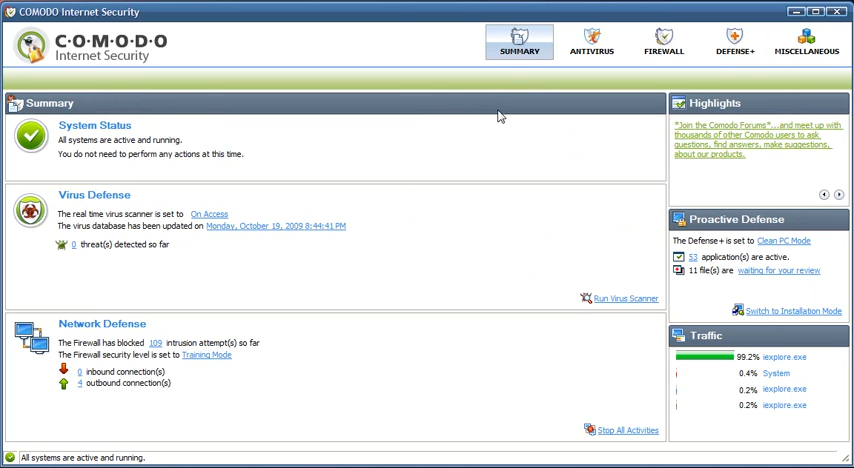 COMODO Internet Security
C·O·M·O·D·O
Internet Security
SUMMARY
ANTIVIRUS
FIREWALL
DEFENSE+
MISCELLANEOUS
Summary
System Status
All systems are active and running.
You do not need to perform any actions at this time.
Virus Defense
The real time virus scanner is set to On Access
The virus database has been updated on Monday, October 19, 2009 8:44:41 PM
0 threat(s) detected so far
Run Virus Scanner
Network Defense
The Firewall has blocked 109 intrusion attempt(s) so far
The Firewall security level is set to Training Mode
0 inbound connection(s)
4 outbound connection(s)
Stop All Activities
Highlights
"Join the Comodo Forums"...and meet up with
thousands of other Comodo users to ask
questions, find answers, make suggestions,
about our products.
Proactive Defense
The Defense+ is set to Clean PC Mode
53 application(s) are active.
11 file(s) are waiting for your review
Switch to Installation Mode
Traffic
99.2% iexplore.exe
0.4% System
0.2% iexplore.exe
0.2% iexplore.exe
All systems are active and running.